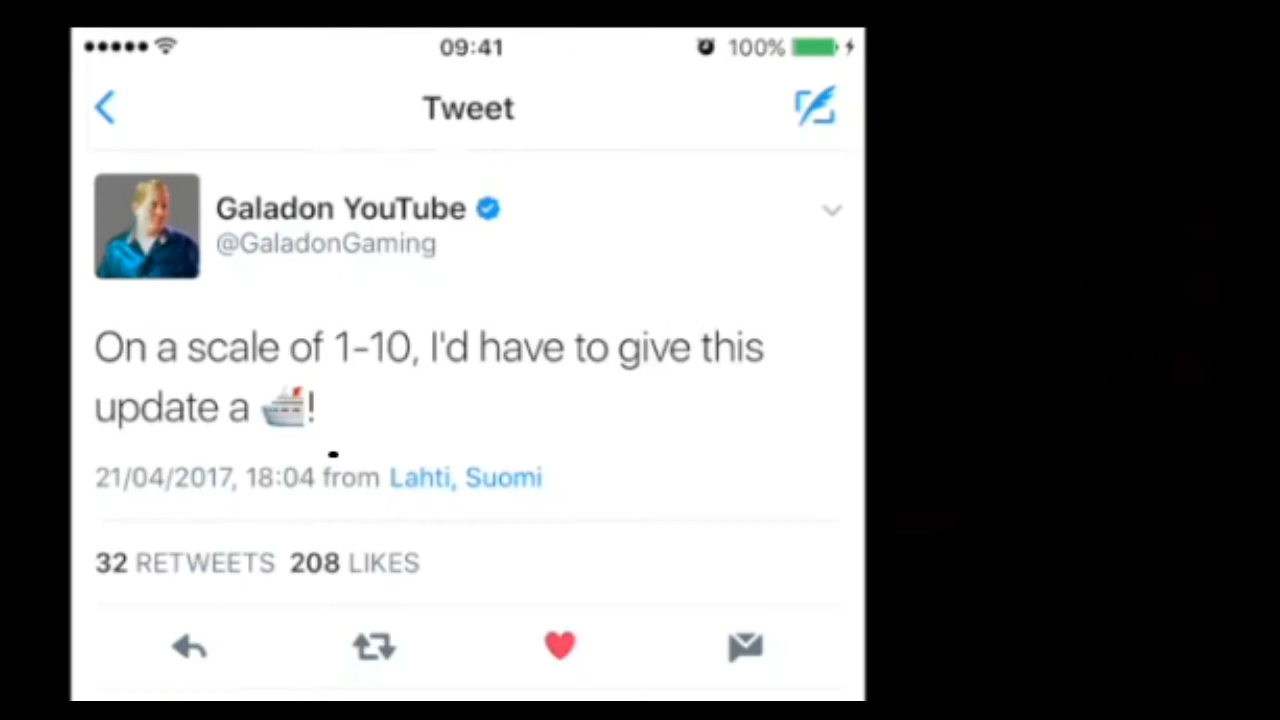 09:41 100%
Tweet
Galadon YouTube
@GaladonGaming
On a scale of 1-10, I'd have to give this
update a 🛳️!
21/04/2017, 18:04 from Lahti, Suomi
32 RETWEETS 208 LIKES